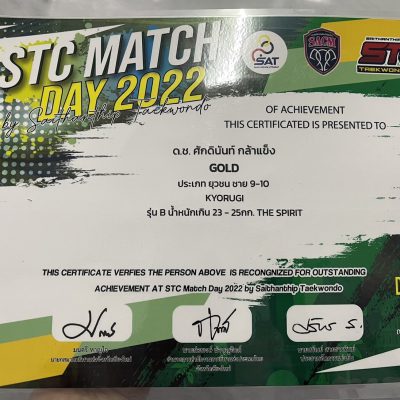 STC MATCH
DAY 2022
by Saithanthip Taekwondo
SAT
SACM
STC
TAEKWONDO
OF ACHIEVEMENT
THIS CERTIFICATED IS PRESENTED TO
ด.ช. ศักดินันท์ กล้าแข็ง
GOLD
ประเภท ยุวชน ชาย 9-10
KYORUGI
รุ่น B น้ำหนักเกิน 23 - 25กก. THE SPIRIT
THIS CERTIFICATE VERFIES THE PERSON ABOVE IS RECONGNIZED FOR OUTSTANDING
ACHIEVEMENT AT STC Match Day 2022 by Saithanthip Taekwondo